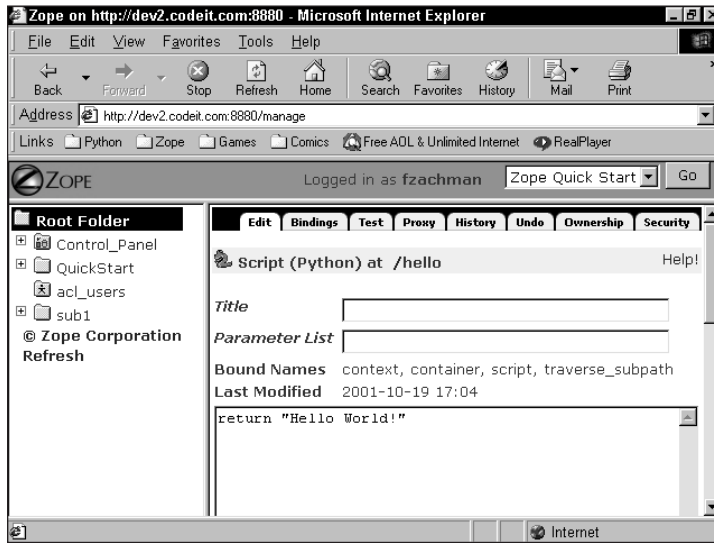 Zope on http://dev2.codeit.com:8880 - Microsoft Internet Explorer
File Edit View Favorites Tools Help
Back Forward Stop Refresh Home Search Favorites History Mail Print
Address http://dev2.codeit.com:8880/manage
Links Python Zope Games Comics Free AOL & Unlimited Internet RealPlayer
ZOPE Logged in as fzachman Zope Quick Start Go
Root Folder
Control_Panel
QuickStart
acl_users
sub1
© Zope Corporation
Refresh
Edit Bindings Test Proxy History Undo Ownership Security
Script (Python) at /hello Help!
Title
Parameter List
Bound Names context, container, script, traverse_subpath
Last Modified 2001-10-19 17:04
return "Hello World!"
Internet